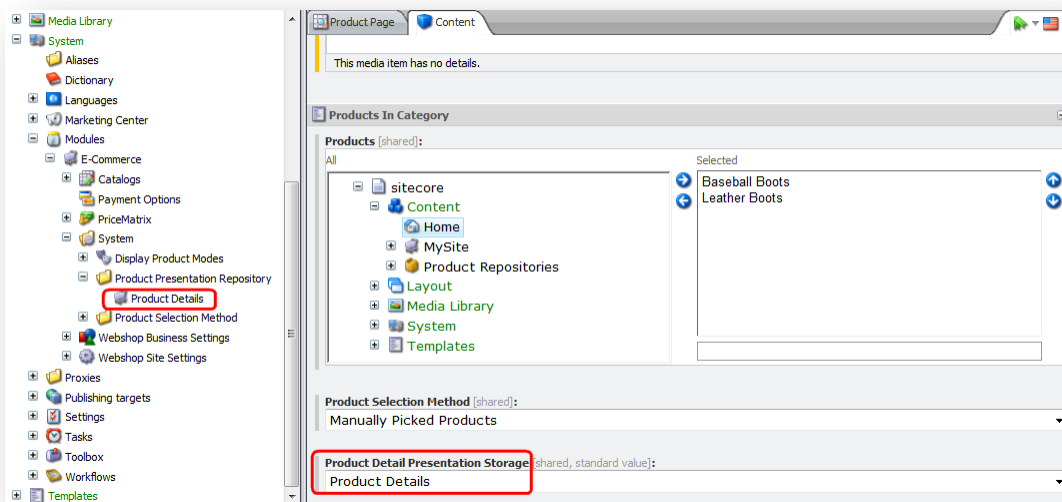 Media Library
System
Aliases
Dictionary
Languages
Marketing Center
Modules
E-Commerce
Catalogs
Payment Options
PriceMatrix
System
Display Product Modes
Product Presentation Repository
Product Details
Product Selection Method
Webshop Business Settings
Webshop Site Settings
Proxies
Publishing targets
Settings
Tasks
Toolbox
Workflows
Templates
Product Page
Content
This media item has no details.
Products In Category
Products [shared]:
All
sitecore
Content
Home
MySite
Product Repositories
Layout
Media Library
System
Templates
Selected
Baseball Boots
Leather Boots
Product Selection Method [shared]:
Manually Picked Products
Product Detail Presentation Storage [shared, standard value]:
Product Details